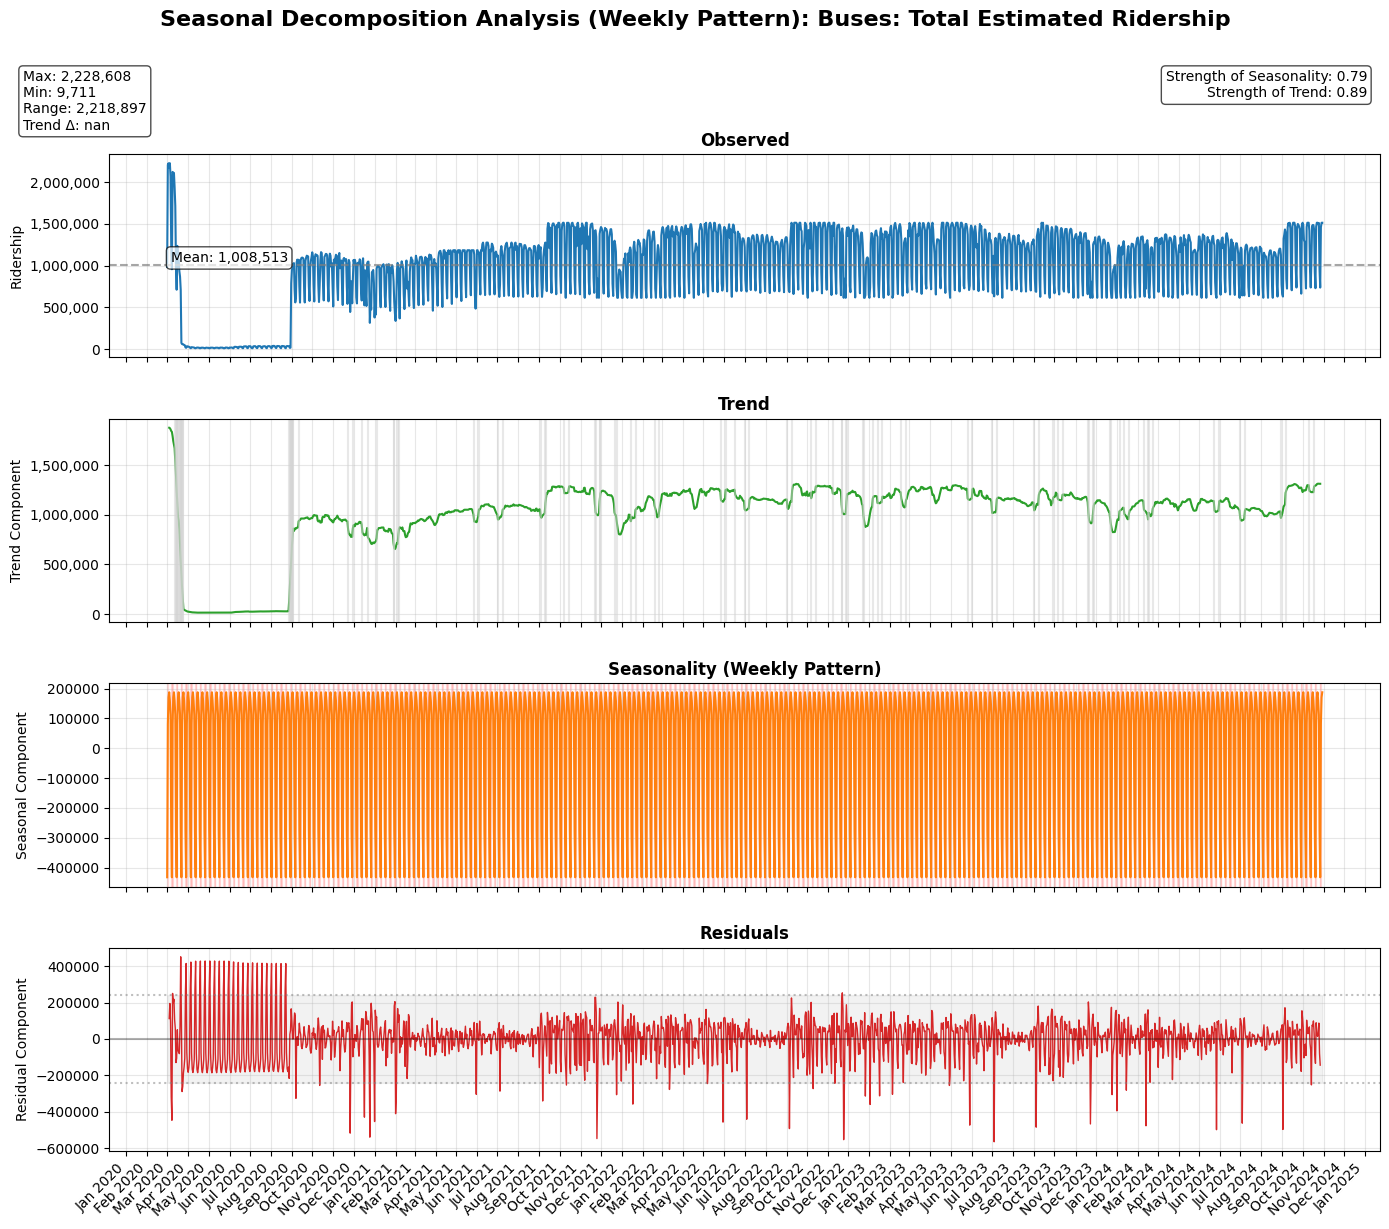 Seasonal Decomposition Analysis (Weekly Pattern): Buses: Total Estimated Ridership
Max: 2,228,608
Min: 9,711
Range: 2,218,897
Trend Δ: nan
Strength of Seasonality: 0.79
Strength of Trend: 0.89
Observed
Ridership
2,000,000
1,500,000
1,000,000
500,000
0
Mean: 1,008,513
Trend
Trend Component
1,500,000
1,000,000
500,000
0
Seasonality (Weekly Pattern)
Seasonal Component
200000
100000
0
−100000
−200000
−300000
−400000
Residuals
Residual Component
400000
200000
0
−200000
−400000
−600000
Jan 2020
Feb 2020
Mar 2020
Apr 2020
May 2020
Jun 2020
Jul 2020
Aug 2020
Sep 2020
Oct 2020
Nov 2020
Dec 2020
Jan 2021
Feb 2021
Mar 2021
Apr 2021
May 2021
Jun 2021
Jul 2021
Aug 2021
Sep 2021
Oct 2021
Nov 2021
Dec 2021
Jan 2022
Feb 2022
Mar 2022
Apr 2022
May 2022
Jun 2022
Jul 2022
Aug 2022
Sep 2022
Oct 2022
Nov 2022
Dec 2022
Jan 2023
Feb 2023
Mar 2023
Apr 2023
May 2023
Jun 2023
Jul 2023
Aug 2023
Sep 2023
Oct 2023
Nov 2023
Dec 2023
Jan 2024
Feb 2024
Mar 2024
Apr 2024
May 2024
Jun 2024
Jul 2024
Aug 2024
Sep 2024
Oct 2024
Nov 2024
Dec 2024
Jan 2025